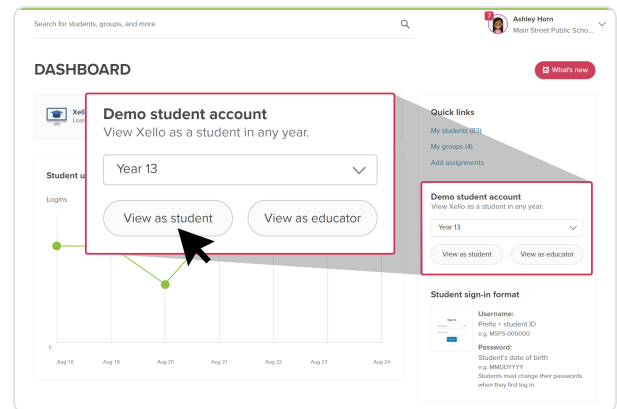 Search for students, groups, and more
7
Ashley Horn
Main Street Public Scho...
DASHBOARD
What's new
Xell
Lear
Demo student account
View Xello as a student in any year.
Year 13
View as student
View as educator
Quick links
My students (83)
My groups (4)
Add assignments
Student u
Logins
0
Aug 18
Aug 19
Aug 20
Aug 21
Aug 22
Aug 23
Aug 24
Demo student account
View Xello as a student in any year.
Year 13
View as student
View as educator
Student sign-in format
Sign in
Username:
Prefix + student ID
e.g. MSPS-000000
Password:
Student's date of birth
e.g. MMDDYYYY
Students must change their passwords
when they first log in.